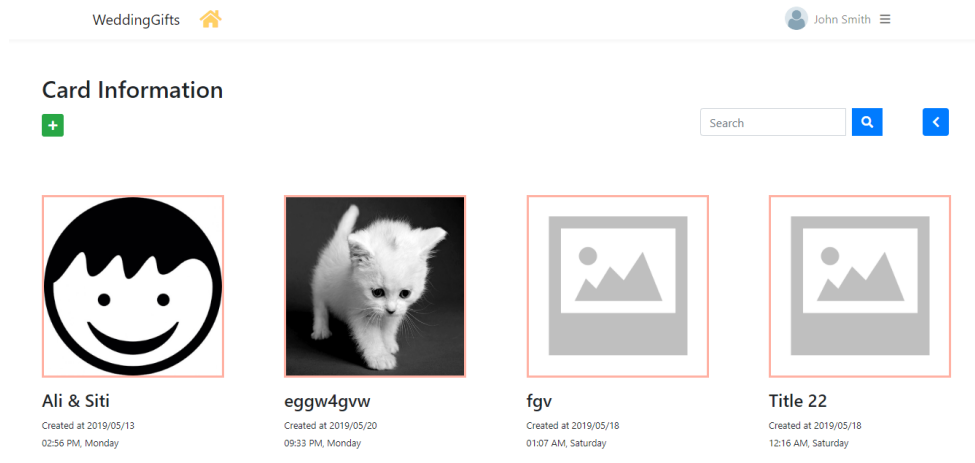 WeddingGifts
John Smith
Card Information
Search
Ali & Siti
Created at 2019/05/13
02:56 PM, Monday
eggw4gvw
Created at 2019/05/20
09:33 PM, Monday
fgv
Created at 2019/05/18
01:07 AM, Saturday
Title 22
Created at 2019/05/18
12:16 AM, Saturday